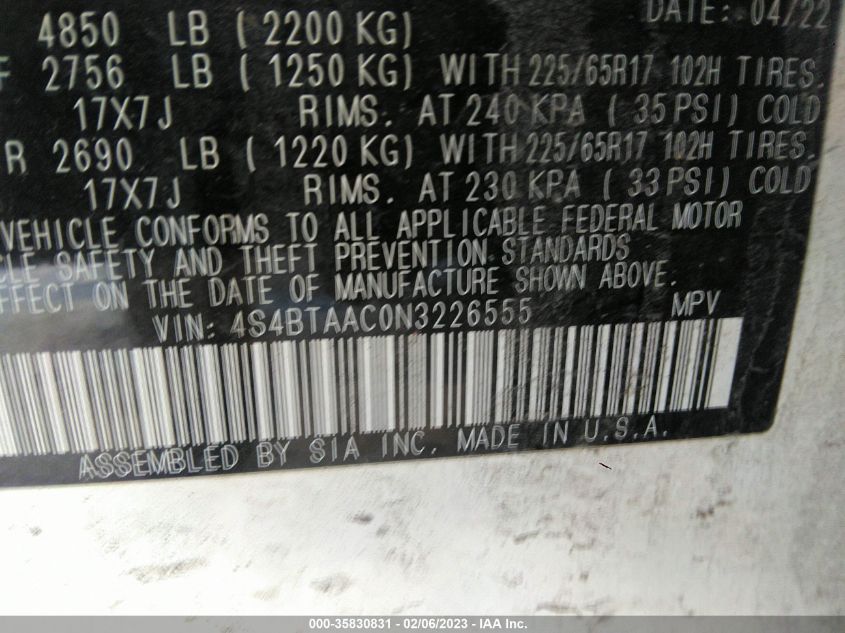 DATE: 04/22
4850 LB ( 2200 KG)
F 2756 LB ( 1250 KG) WITH 225/65R17 102H TIRES.
17X7J RIMS. AT 240 KPA ( 35 PSI) COLD
R 2690 LB ( 1220 KG) WITH 225/65R17 102H TIRES.
17X7J RIMS. AT 230 KPA ( 33 PSI) COLD
VEHICLE CONFORMS TO ALL APPLICABLE FEDERAL MOTOR
CLE SAFETY AND THEFT PREVENTION STANDARDS
FFECT ON THE DATE OF MANUFACTURE SHOWN ABOVE.
VIN: 4S4BTAAC0N3226555 MPV
ASSEMBLED BY SIA INC. MADE IN U.S.A.
000-35830831 - 02/06/2023 - IAA Inc.